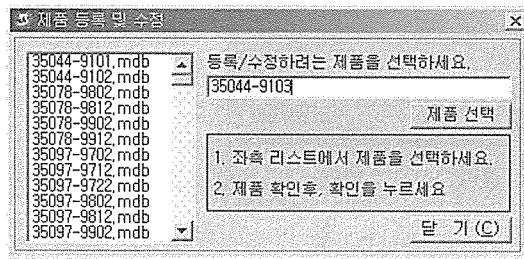 제품 등록 및 수정
35044-9101.mdb
35044-9102.mdb
35078-9802.mdb
35078-9812.mdb
35078-9902.mdb
35078-9912.mdb
35097-9702.mdb
35097-9712.mdb
35097-9722.mdb
35097-9802.mdb
35097-9812.mdb
35097-9902.mdb
등록/수정하려는 제품을 선택하세요.
35044-9103
제품 선택
1. 좌측 리스트에서 제품을 선택하세요.
2. 제품 확인후, 확인을 누르세요
닫 기(C)